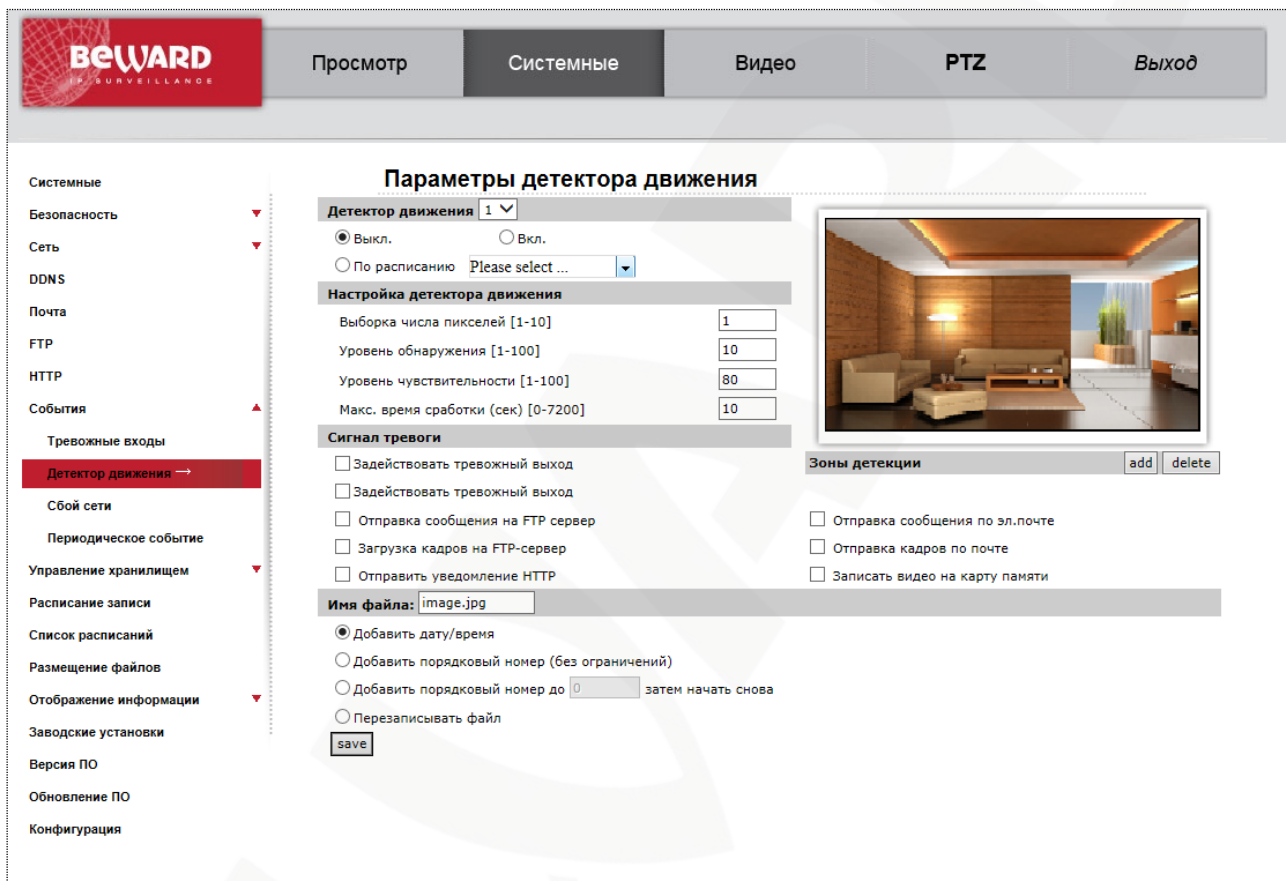 BEWARD
IP SURVEILLANCE
Просмотр
Системные
Видео
PTZ
Выход
Системные
Безопасность
Сеть
DDNS
Почта
FTP
HTTP
События
Тревожные входы
Детектор движения →
Сбой сети
Периодическое событие
Управление хранилищем
Расписание записи
Список расписаний
Размещение файлов
Отображение информации
Заводские установки
Версия ПО
Обновление ПО
Конфигурация
Параметры детектора движения
Детектор движения 1
Выкл. Вкл.
По расписанию Please select ...
Настройка детектора движения
Выборка числа пикселей [1-10] 1
Уровень обнаружения [1-100] 10
Уровень чувствительности [1-100] 80
Макс. время сработки (сек) [0-7200] 10
Сигнал тревоги
Зоны детекции add delete
Задействовать тревожный выход
Задействовать тревожный выход
Отправка сообщения на FTP сервер
Отправка сообщения по эл.почте
Загрузка кадров на FTP-сервер
Отправка кадров по почте
Отправить уведомление HTTP
Записать видео на карту памяти
Имя файла: image.jpg
Добавить дату/время
Добавить порядковый номер (без ограничений)
Добавить порядковый номер до 0 затем начать снова
Перезаписывать файл
save